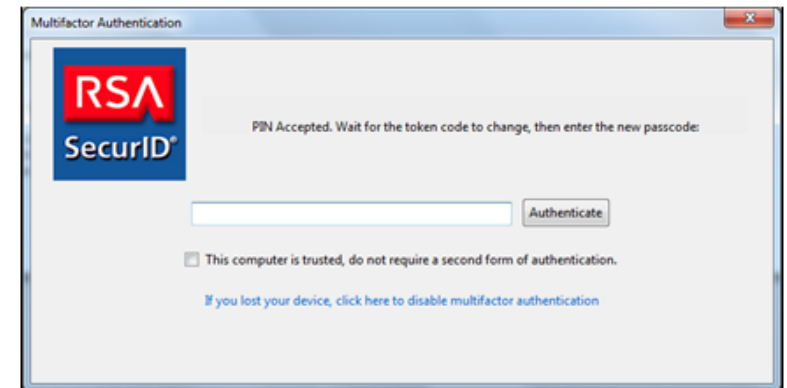 Multifactor Authentication
RSA
SecurID®
PIN Accepted. Wait for the token code to change, then enter the new passcode:
Authenticate
This computer is trusted, do not require a second form of authentication.
If you lost your device, click here to disable multifactor authentication